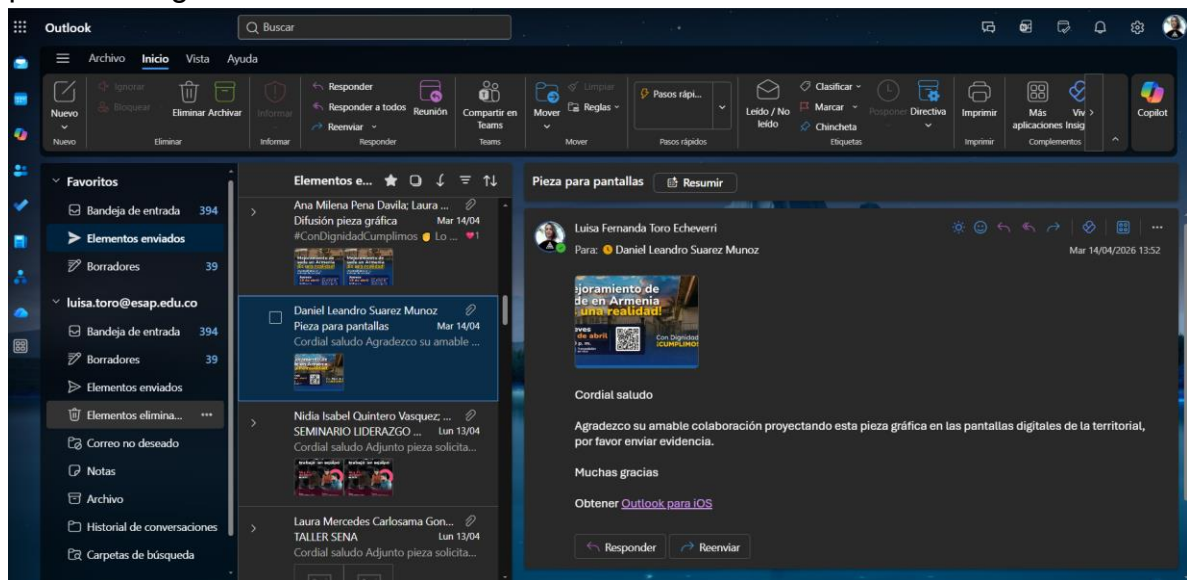 Outlook
Buscar
Archivo Inicio Vista Ayuda
Nuevo
Ignorar
Bloquear
Eliminar Archivar
Informar
Responder
Responder a todos
Reenviar
Reunión
Compartir en Teams
Mover
Limpiar
Reglas
Pasos rápi...
Leído / No leído
Clasificar
Marcar
Chincheta
Posponer
Directiva
Imprimir
Más aplicaciones
Viv
Insig
Copilot
Nuevo Eliminar Informar Responder Teams Mover Pasos rápidos Etiquetas Imprimir Complementos
Favoritos
Bandeja de entrada 394
Elementos enviados
Borradores 39
luisa.toro@esap.edu.co
Bandeja de entrada 394
Borradores 39
Elementos enviados
Elementos elimina... ...
Correo no deseado
Notas
Archivo
Historial de conversaciones
Carpetas de búsqueda
Elementos e...
Ana Milena Pena Davila; Laura ...
Difusión pieza gráfica Mar 14/04
#ConDignidadCumplimos Lo ... 1
Daniel Leandro Suarez Munoz
Pieza para pantallas Mar 14/04
Cordial saludo Agradezco su amable ...
Nidia Isabel Quintero Vasquez; ...
SEMINARIO LIDERAZGO ... Lun 13/04
Cordial saludo Adjunto pieza solicita...
Laura Mercedes Carlosama Gon...
TALLER SENA Lun 13/04
Cordial saludo Adjunto pieza solicita...
Pieza para pantallas Resumir
Luisa Fernanda Toro Echeverri
Para: Daniel Leandro Suarez Munoz
Mar 14/04/2026 13:52
ejoramiento de
de en Armenia
una realidad!
eves
de abril
p. m.
Con Dignidad
¡CUMPLIMOS
Cordial saludo
Agradezco su amable colaboración proyectando esta pieza gráfica en las pantallas digitales de la territorial,
por favor enviar evidencia.
Muchas gracias
Obtener Outlook para iOS
Responder Reenviar